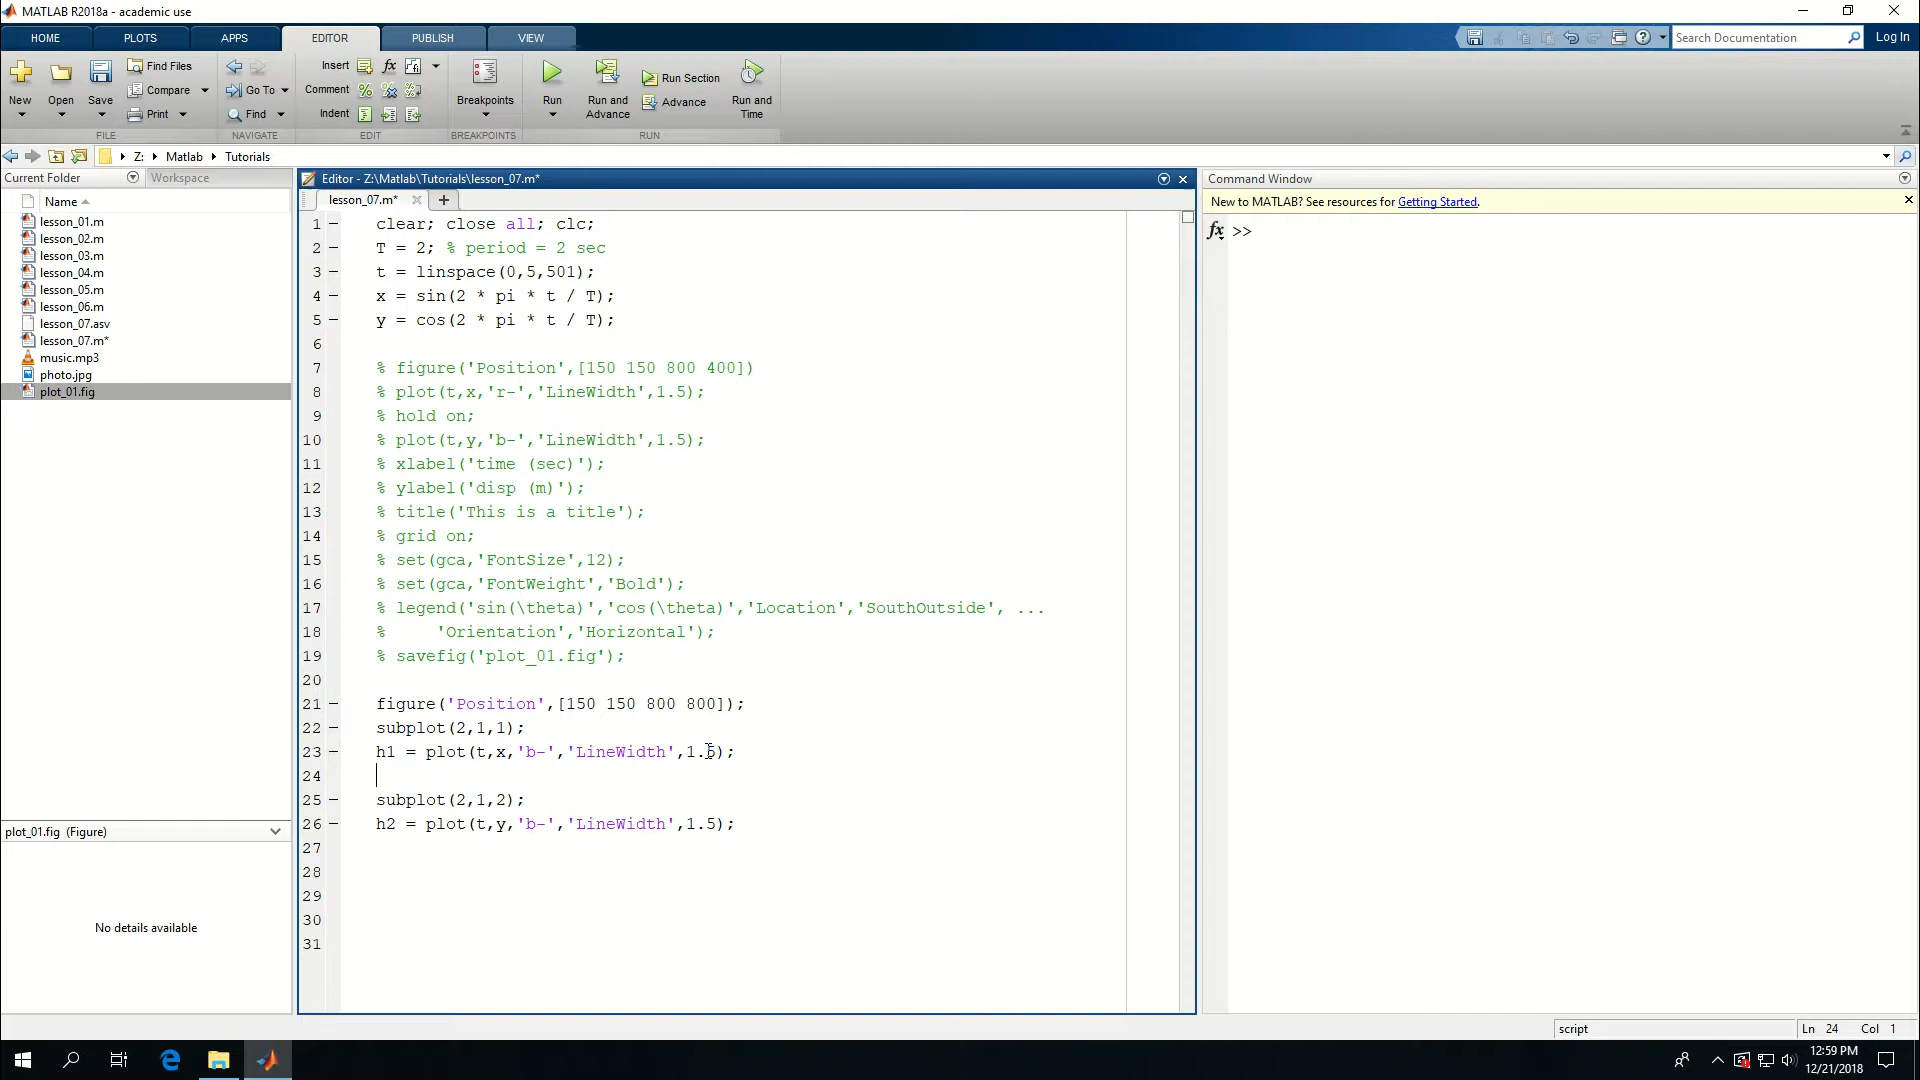 MATLAB R2018a - academic use
HOME PLOTS APPS EDITOR PUBLISH VIEW
Search Documentation
Log In
New
Open
Save
Find Files
Compare
Print
FILE
Go To
Find
NAVIGATE
Insert fx
Comment
Indent
EDIT
Breakpoints
BREAKPOINTS
Run
Run and Advance
Run Section
Advance
Run and Time
RUN
Z: Matlab Tutorials
Current Folder Workspace
Name
lesson_01.m
lesson_02.m
lesson_03.m
lesson_04.m
lesson_05.m
lesson_06.m
lesson_07.asv
lesson_07.m*
music.mp3
photo.jpg
plot_01.fig
plot_01.fig (Figure)
No details available
Editor - Z:\Matlab\Tutorials\lesson_07.m*
lesson_07.m* +
1 clear; close all; clc;
2 T = 2; % period = 2 sec
3 t = linspace(0,5,501);
4 x = sin(2 * pi * t / T);
5 y = cos(2 * pi * t / T);
6
7 % figure('Position',[150 150 800 400])
8 % plot(t,x,'r-','LineWidth',1.5);
9 % hold on;
10 % plot(t,y,'b-','LineWidth',1.5);
11 % xlabel('time (sec)');
12 % ylabel('disp (m)');
13 % title('This is a title');
14 % grid on;
15 % set(gca,'FontSize',12);
16 % set(gca,'FontWeight','Bold');
17 % legend('sin(\theta)','cos(\theta)','Location','SouthOutside', ...
18 %     'Orientation','Horizontal');
19 % savefig('plot_01.fig');
20
21 figure('Position',[150 150 800 800]);
22 subplot(2,1,1);
23 h1 = plot(t,x,'b-','LineWidth',1.5);
24
25 subplot(2,1,2);
26 h2 = plot(t,y,'b-','LineWidth',1.5);
27
28
29
30
31
Command Window
New to MATLAB? See resources for Getting Started.
fx >>
script
Ln 24 Col 1
12:59 PM
12/21/2018